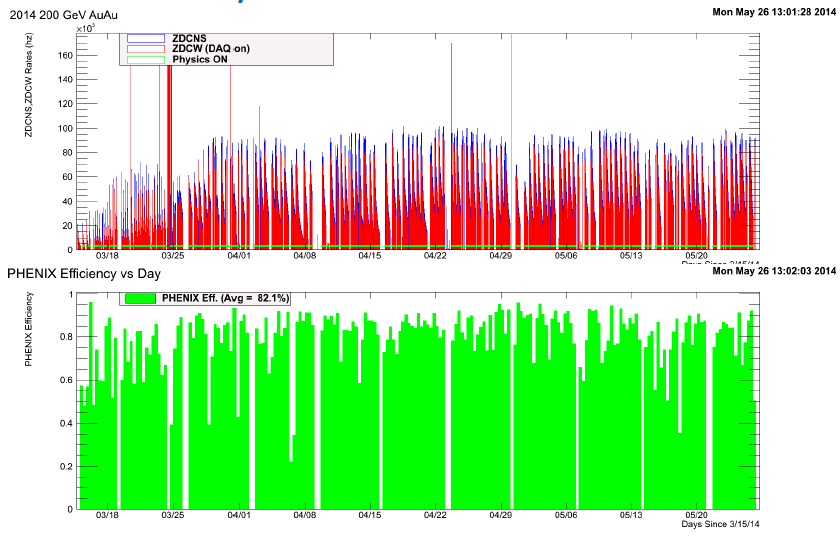 2014 200 GeV AuAu
Mon May 26 13:01:28 2014
×10³
ZDCNS,ZDCW Rates (hz)
ZDCNS
ZDCW (DAQ on)
Physics ON
160
140
120
100
80
60
40
20
0
03/18 03/25 04/01 04/08 04/15 04/22 04/29 05/06 05/13 05/20
Days Since 3/15/14
PHENIX Efficiency vs Day
Mon May 26 13:02:03 2014
PHENIX Efficiency
PHENIX Eff. (Avg = 82.1%)
1
0.8
0.6
0.4
0.2
0
03/18 03/25 04/01 04/08 04/15 04/22 04/29 05/06 05/13 05/20
Days Since 3/15/14